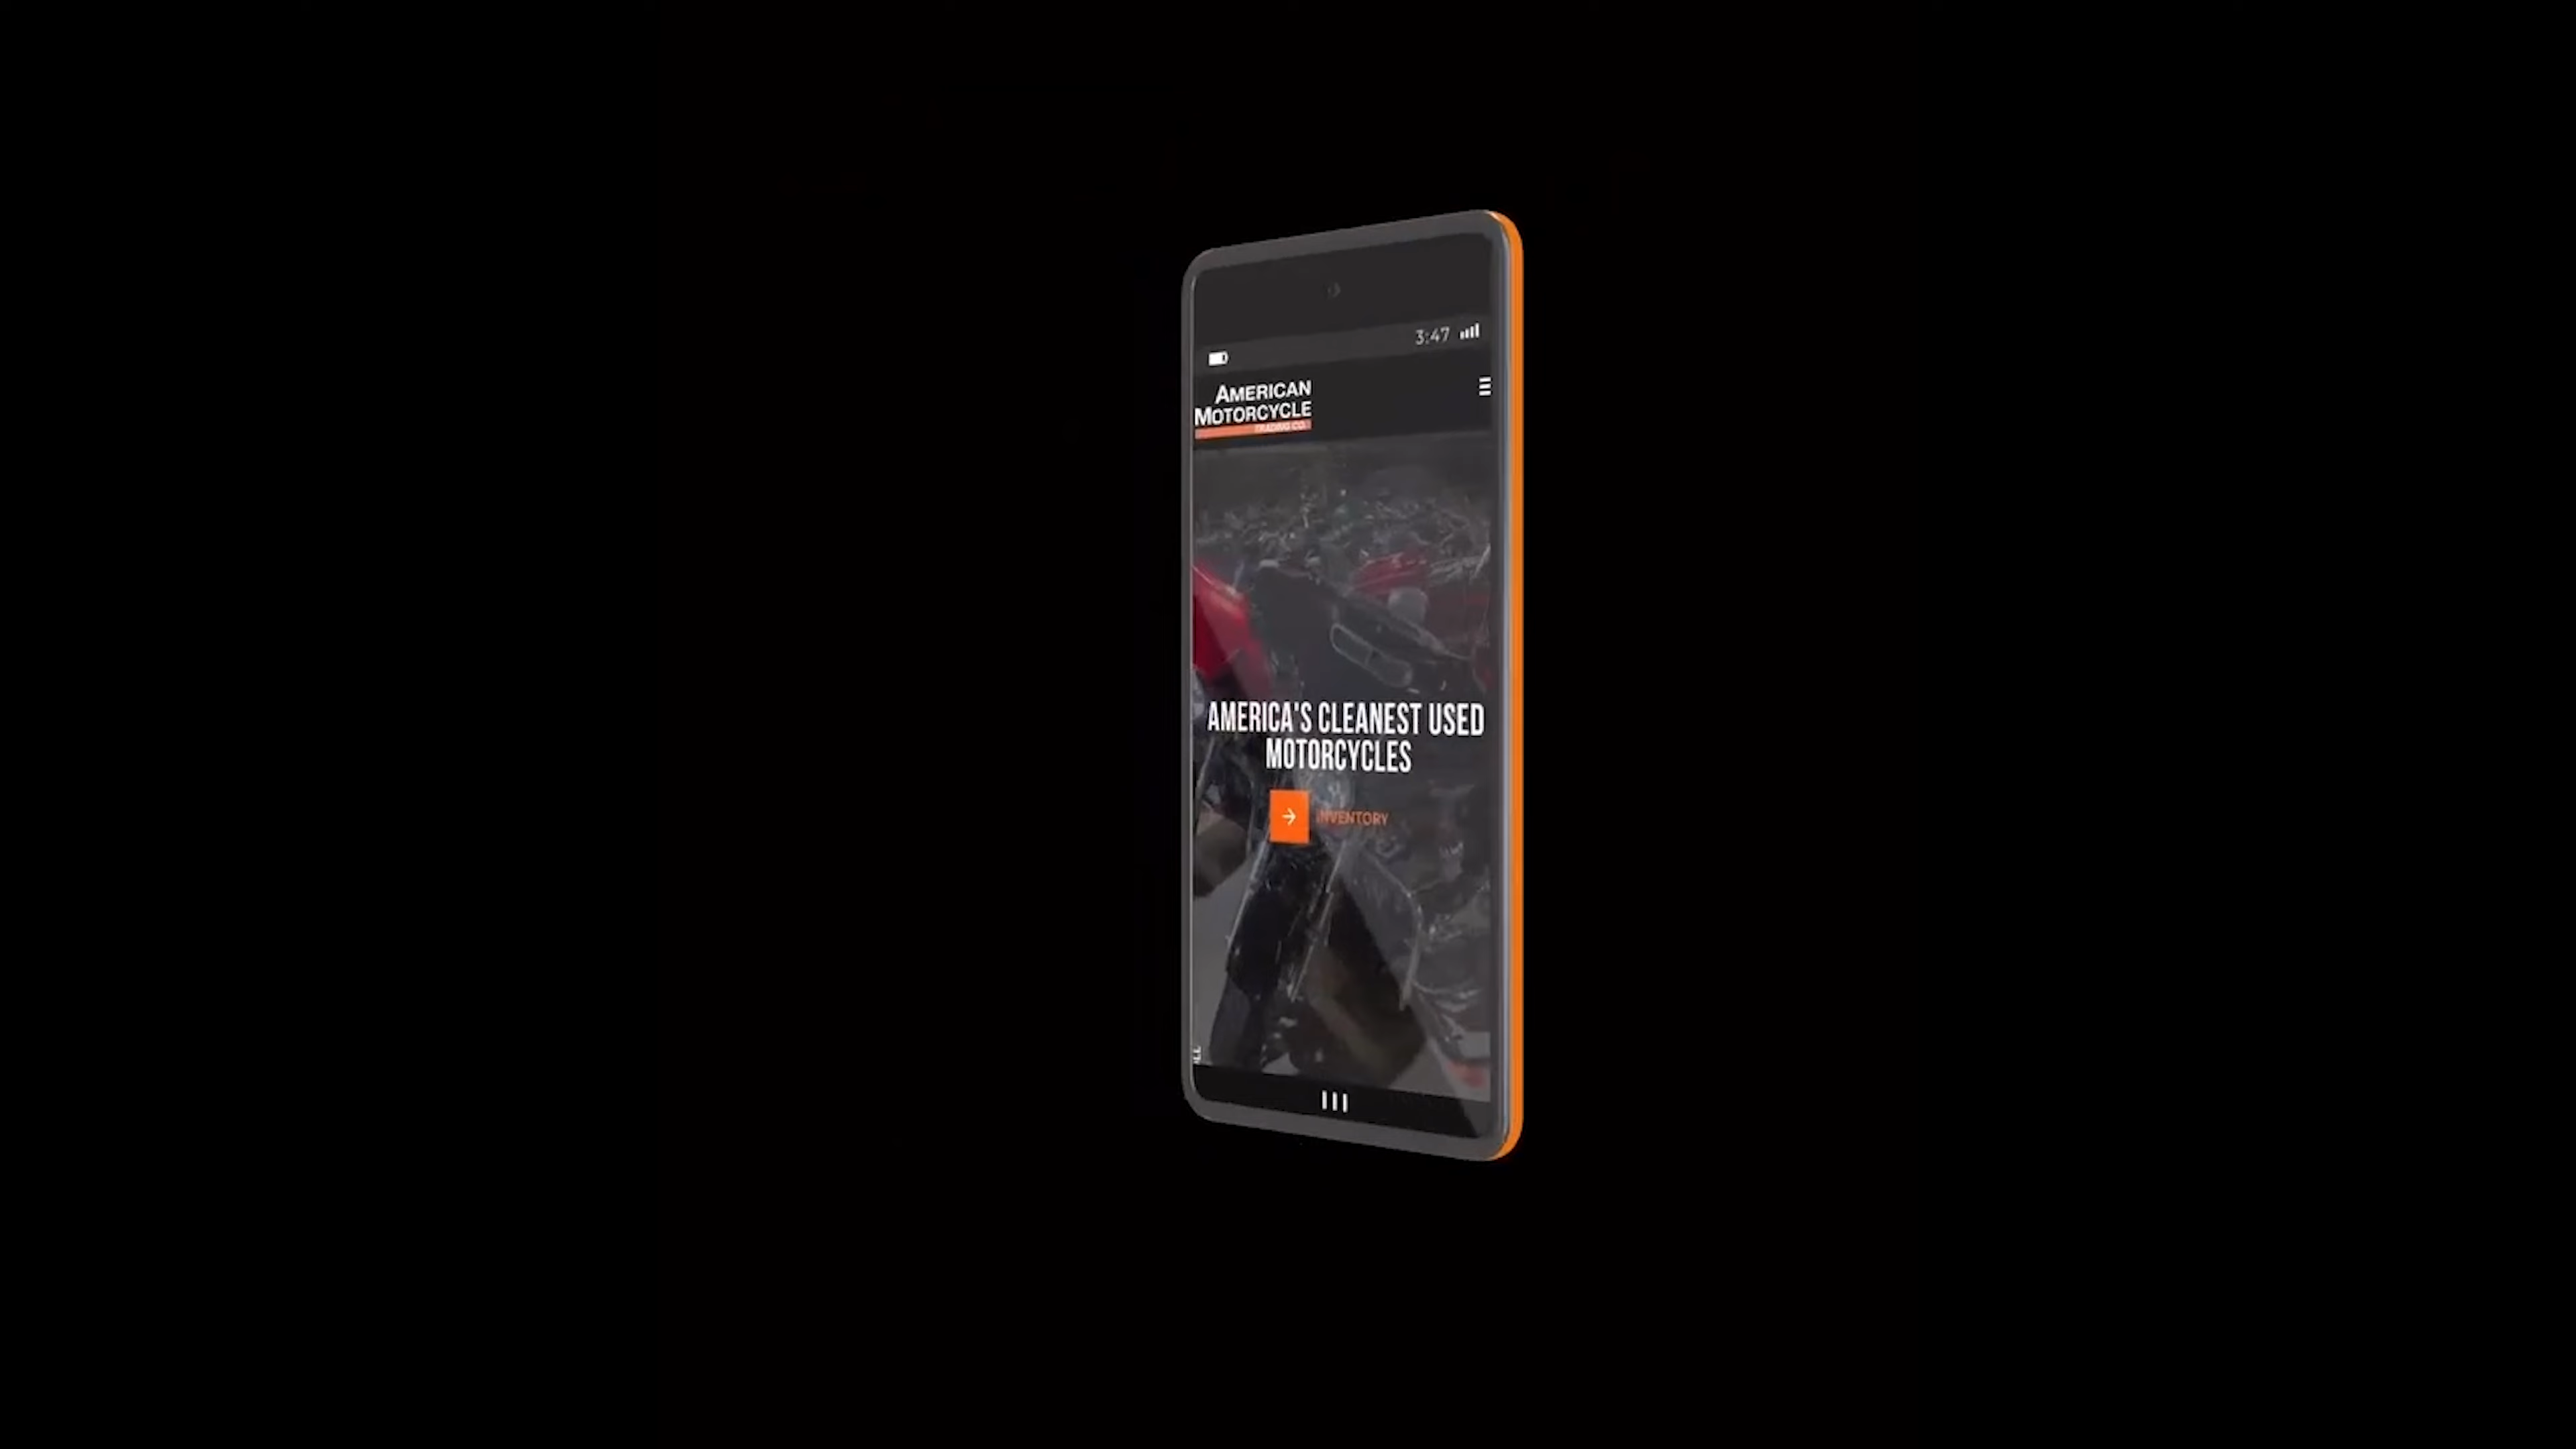 3:47
AMERICAN
MOTORCYCLE
TRADING CO.
AMERICA'S CLEANEST USED
MOTORCYCLES
INVENTORY